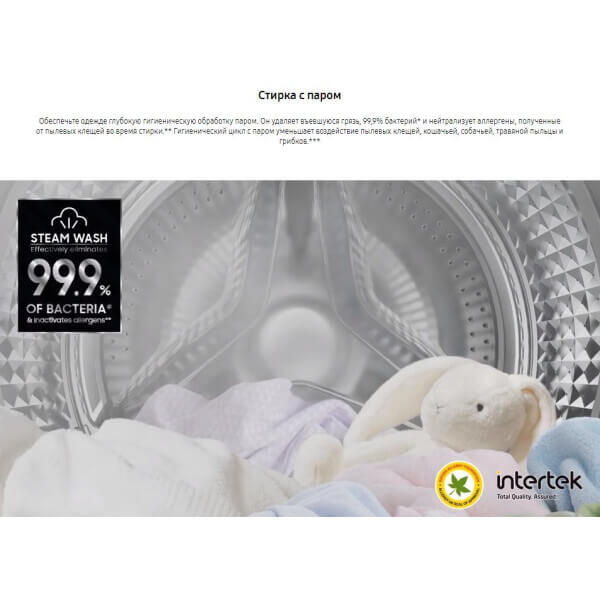 Стирка с паром
Обеспечьте одежде глубокую гигиеническую обработку паром. Он удаляет въевшуюся грязь, 99,9% бактерий* и нейтрализует аллергены, полученные
от пылевых клещей во время стирки.** Гигиенический цикл с паром уменьшает воздействие пылевых клещей, кошачьей, собачьей, травяной пыльцы и
грибков.***
STEAM WASH
Effectively eliminates
99.9%
OF BACTERIA*
& inactivates allergens**
intertek
Total Quality. Assured.